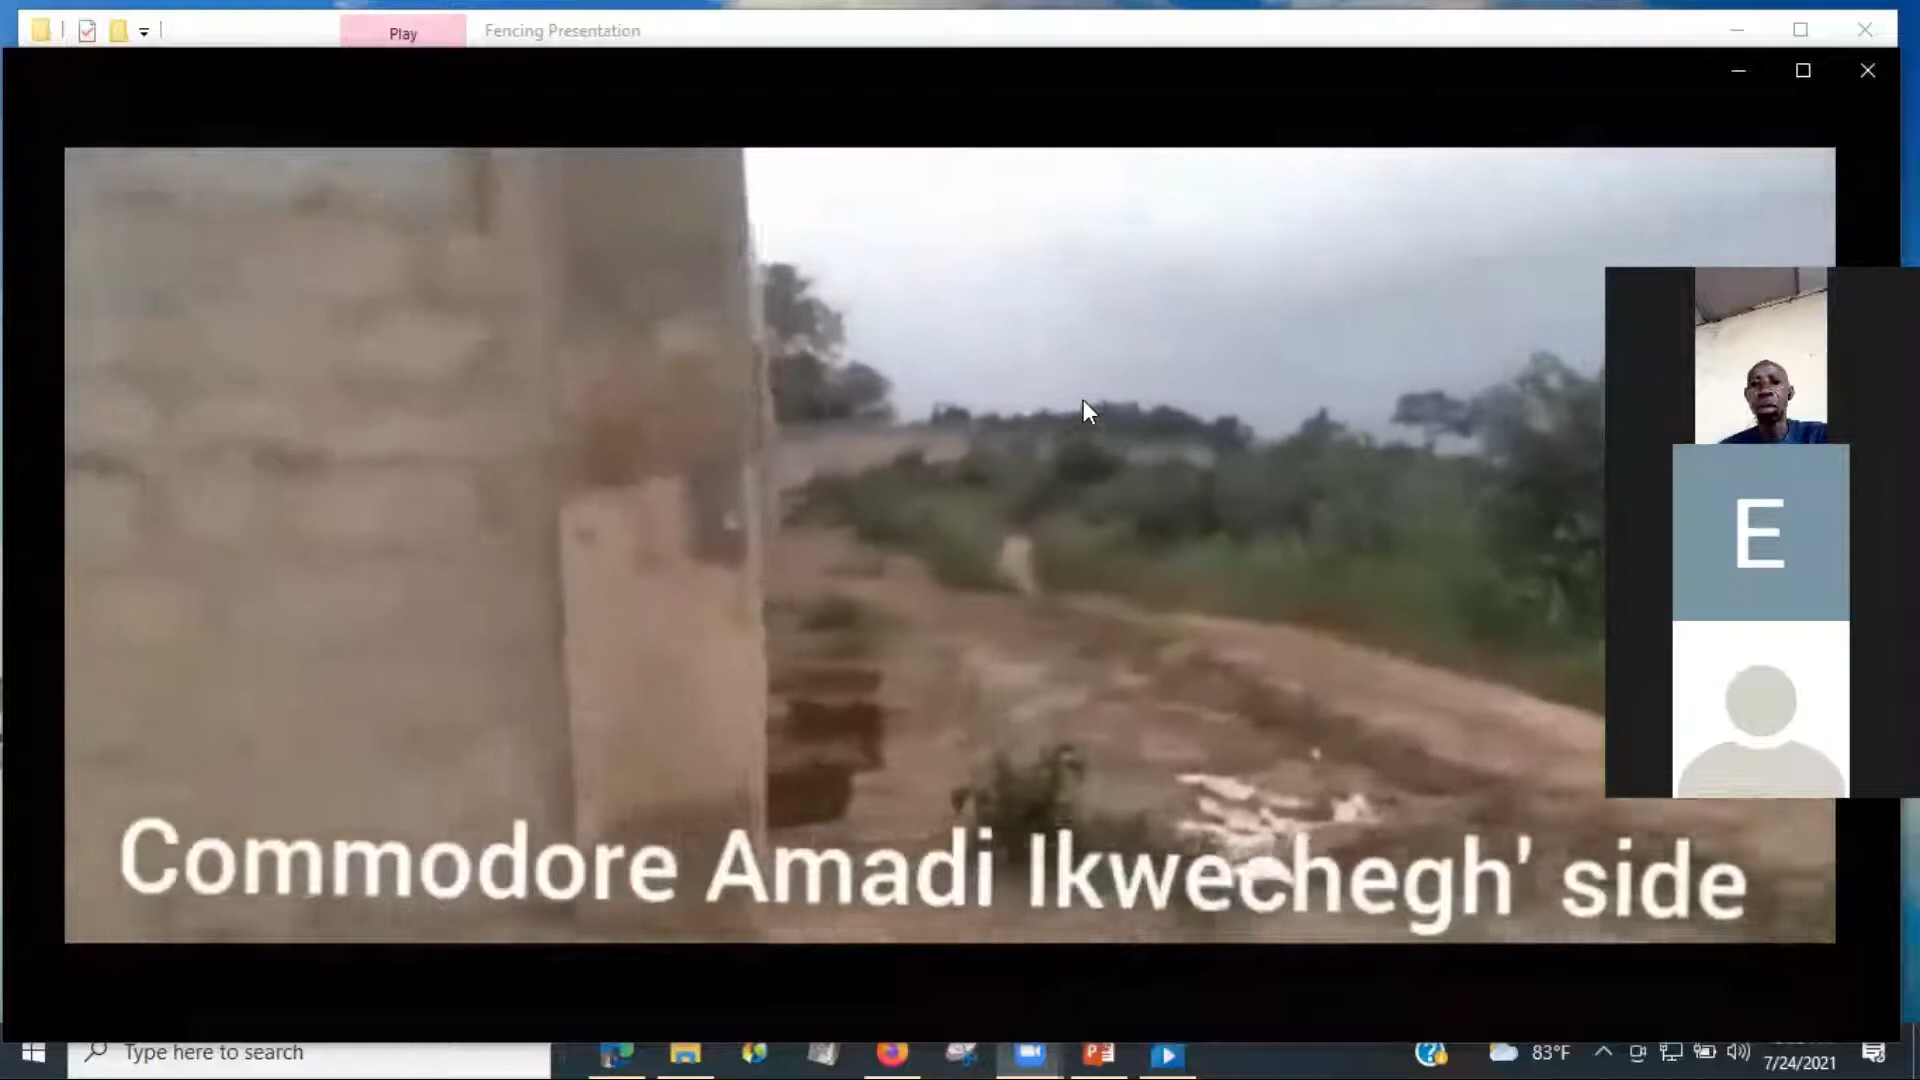 Play
Fencing Presentation
E
Commodore Amadi Ikwechegh' side
Type here to search
83°F
7/24/2021